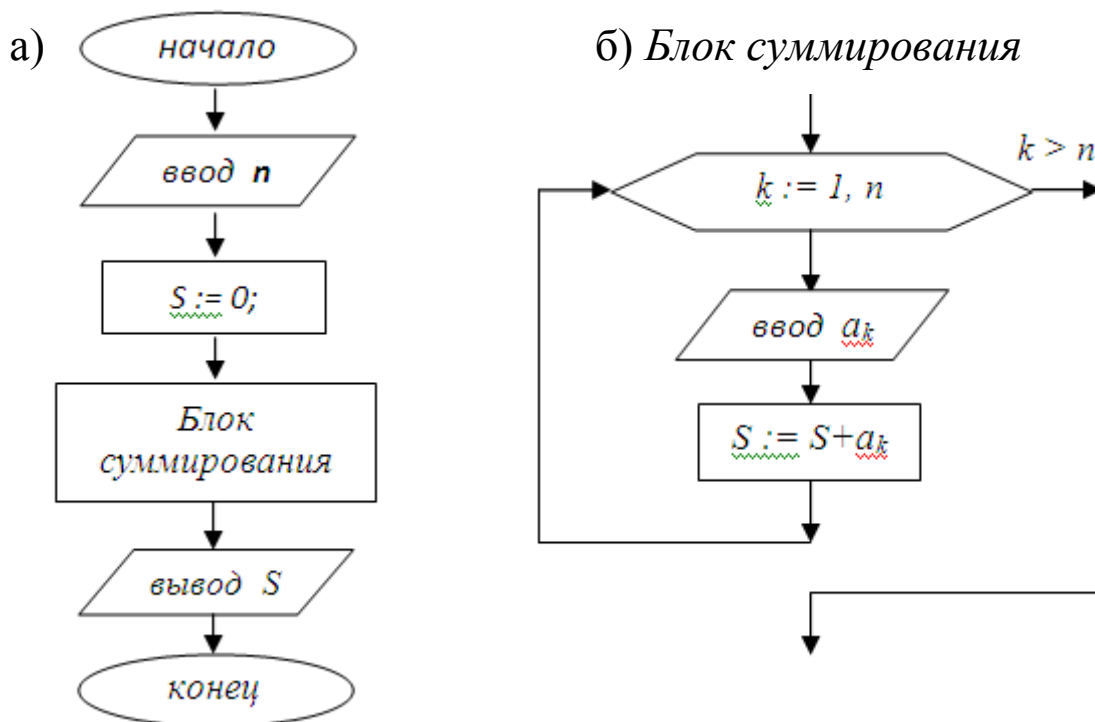 а)
начало
ввод n
S := 0;
Блок
суммирования
вывод S
конец
б) Блок суммирования
k > n
k := 1, n
ввод aₖ
S := S+aₖ